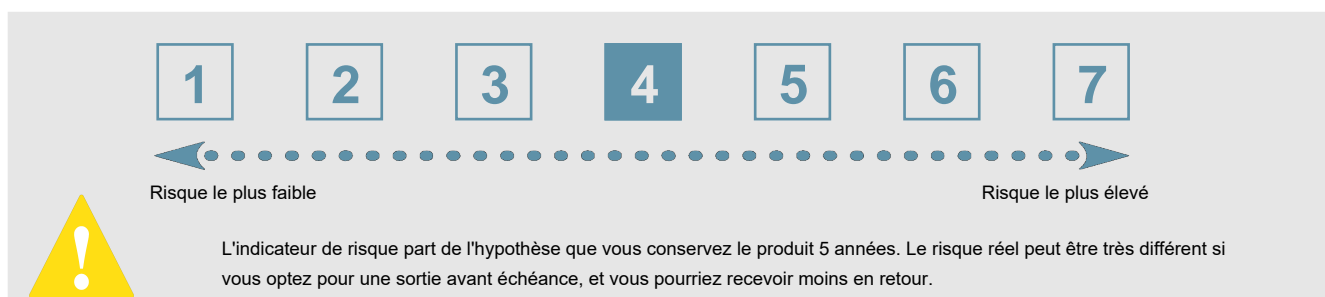 1 2 3 4 5 6 7
Risque le plus faible Risque le plus élevé
L'indicateur de risque part de l'hypothèse que vous conservez le produit 5 années. Le risque réel peut être très différent si
vous optez pour une sortie avant échéance, et vous pourriez recevoir moins en retour.